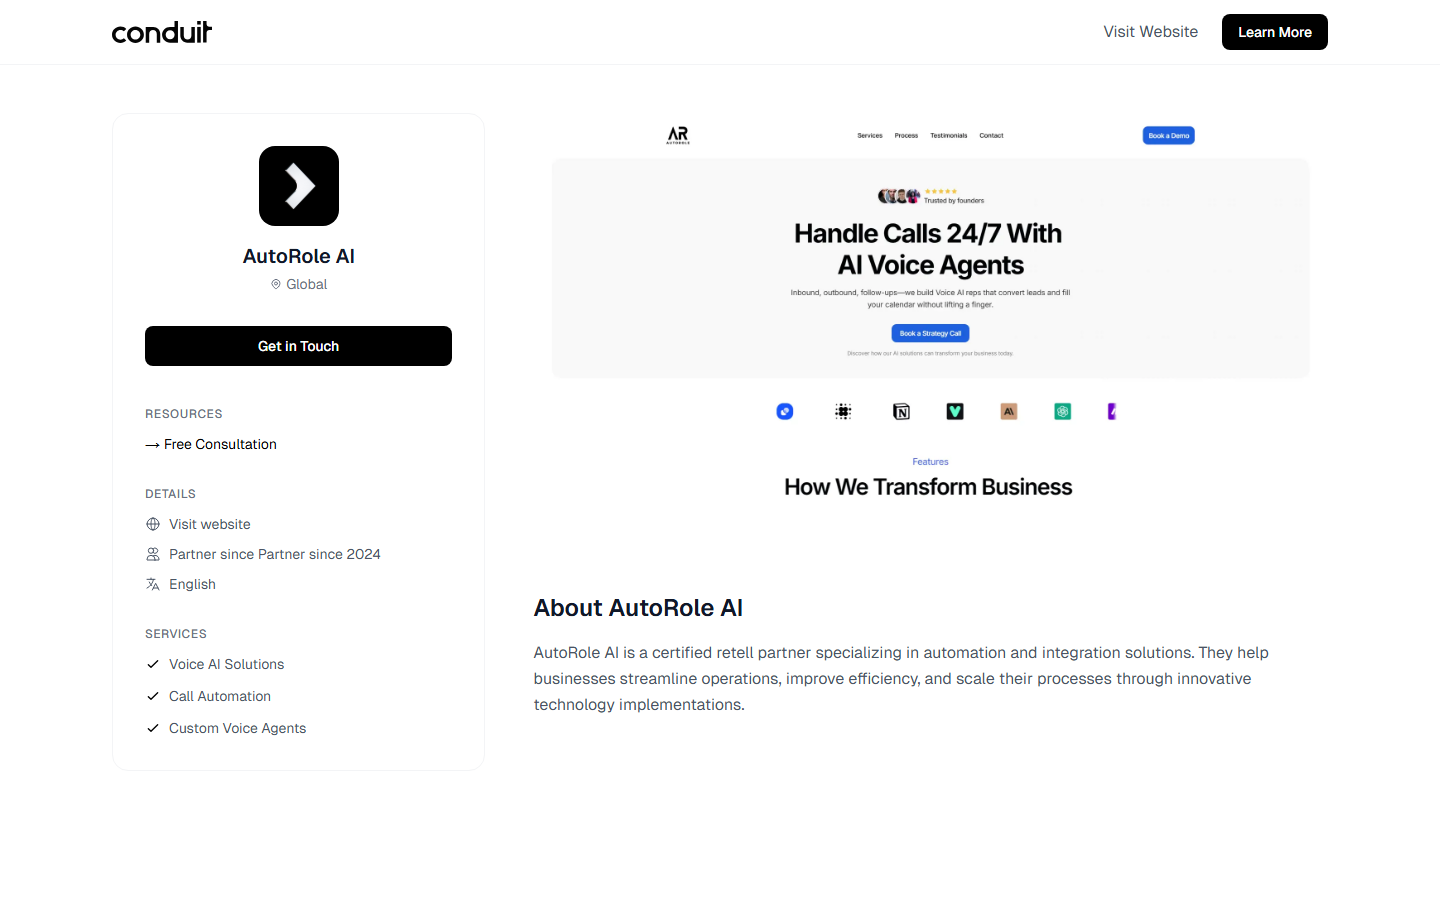 conduit
Visit Website
Learn More
AutoRole AI
Global
Get in Touch
RESOURCES
→ Free Consultation
DETAILS
Visit website
Partner since Partner since 2024
English
SERVICES
Voice AI Solutions
Call Automation
Custom Voice Agents
AR
AUTOROLE
Services
Process
Testimonials
Contact
Book a Demo
Trusted by founders
Handle Calls 24/7 With
AI Voice Agents
Inbound, outbound, follow-ups—we build Voice AI reps that convert leads and fill
your calendar without lifting a finger.
Book a Strategy Call
Discover how our AI solutions can transform your business today.
Features
How We Transform Business
About AutoRole AI
AutoRole AI is a certified retell partner specializing in automation and integration solutions. They help
businesses streamline operations, improve efficiency, and scale their processes through innovative
technology implementations.